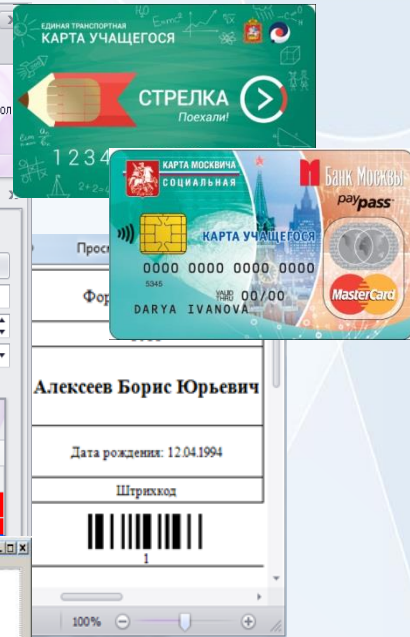 ЕДИНАЯ ТРАНСПОРТНАЯ
КАРТА УЧАЩЕГОСЯ
СТРЕЛКА
Поехали!
1234
2+2=
КАРТА МОСКВИЧА
СОЦИАЛЬНАЯ
Банк Москвы
paypass
КАРТА УЧАЩЕГОСЯ
0000 0000 0000 0000
5345
VALID THRU 00/00
DARYA IVANOVA
MasterCard
Алексеев Борис Юрьевич
Дата рождения: 12.04.1994
Штрихкод
1
100%